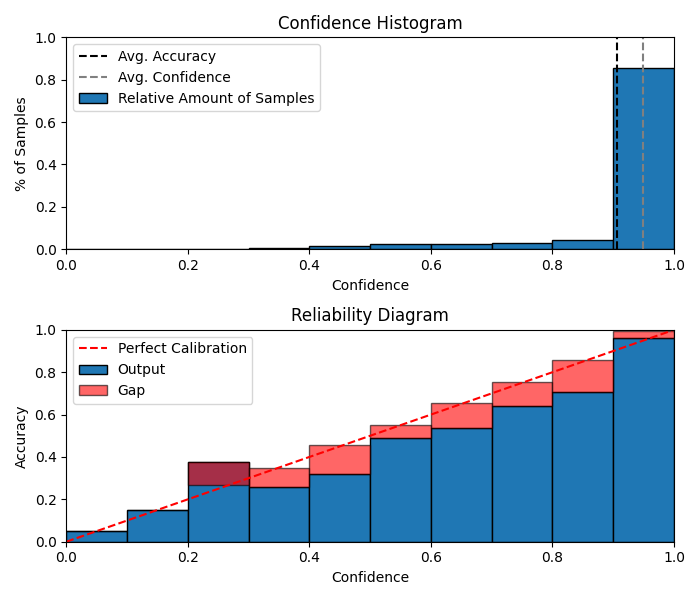 Confidence Histogram
1.0
0.8
0.6
0.4
0.2
0.0
% of Samples
Avg. Accuracy
Avg. Confidence
Relative Amount of Samples
0.0 0.2 0.4 0.6 0.8 1.0
Confidence
Reliability Diagram
1.0
0.8
0.6
0.4
0.2
0.0
Accuracy
Perfect Calibration
Output
Gap
0.0 0.2 0.4 0.6 0.8 1.0
Confidence